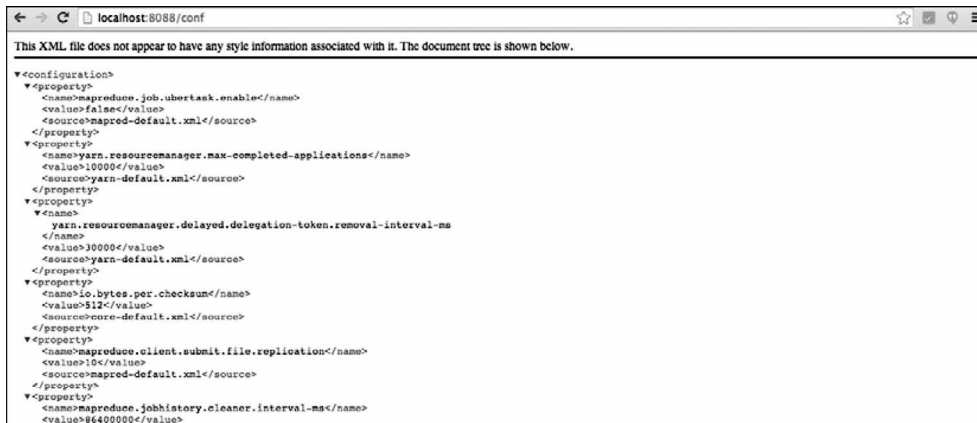 localhost:8088/conf
This XML file does not appear to have any style information associated with it. The document tree is shown below.
▼<configuration>
▼<property>
<name>mapreduce.job.ubertask.enable</name>
<value>false</value>
<source>mapred-default.xml</source>
</property>
▼<property>
<name>yarn.resourcemanager.max-completed-applications</name>
<value>10000</value>
<source>yarn-default.xml</source>
</property>
▼<property>
▼<name>
yarn.resourcemanager.delayed.delegation-token.removal-interval-ms
</name>
<value>30000</value>
<source>yarn-default.xml</source>
</property>
▼<property>
<name>io.bytes.per.checksum</name>
<value>512</value>
<source>core-default.xml</source>
</property>
▼<property>
<name>mapreduce.client.submit.file.replication</name>
<value>10</value>
<source>mapred-default.xml</source>
</property>
▼<property>
<name>mapreduce.jobhistory.cleaner.interval-ms</name>
<value>86400000</value>